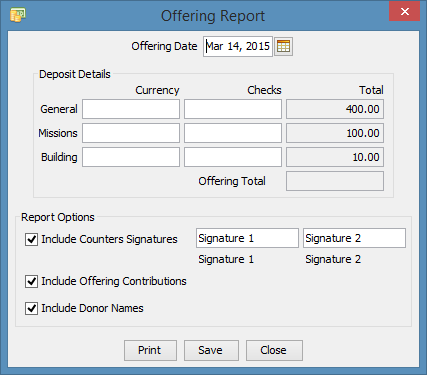 Offering Report
Offering Date Mar 14, 2015
Deposit Details
Currency Checks Total
General 400.00
Missions 100.00
Building 10.00
Offering Total
Report Options
Include Counters Signatures Signature 1 Signature 2
Signature 1 Signature 2
Include Offering Contributions
Include Donor Names
Print Save Close